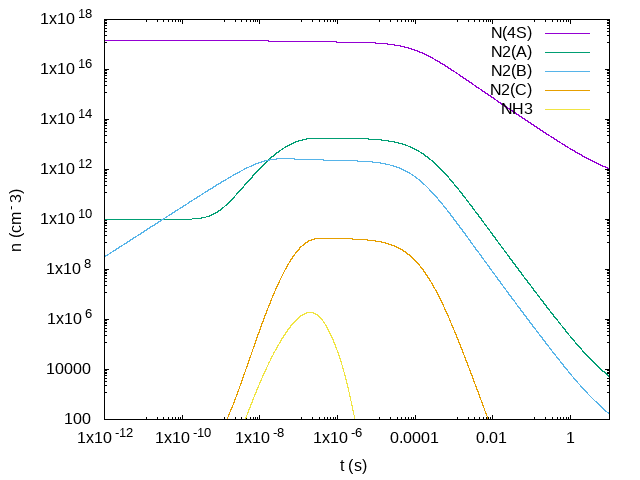 1x10^18
1x10^16
1x10^14
1x10^12
1x10^10
1x10^8
1x10^6
10000
100
n (cm^-3)
N(4S)
N2(A)
N2(B)
N2(C)
NH3
1x10^-12 1x10^-10 1x10^-8 1x10^-6 0.0001 0.01 1
t (s)